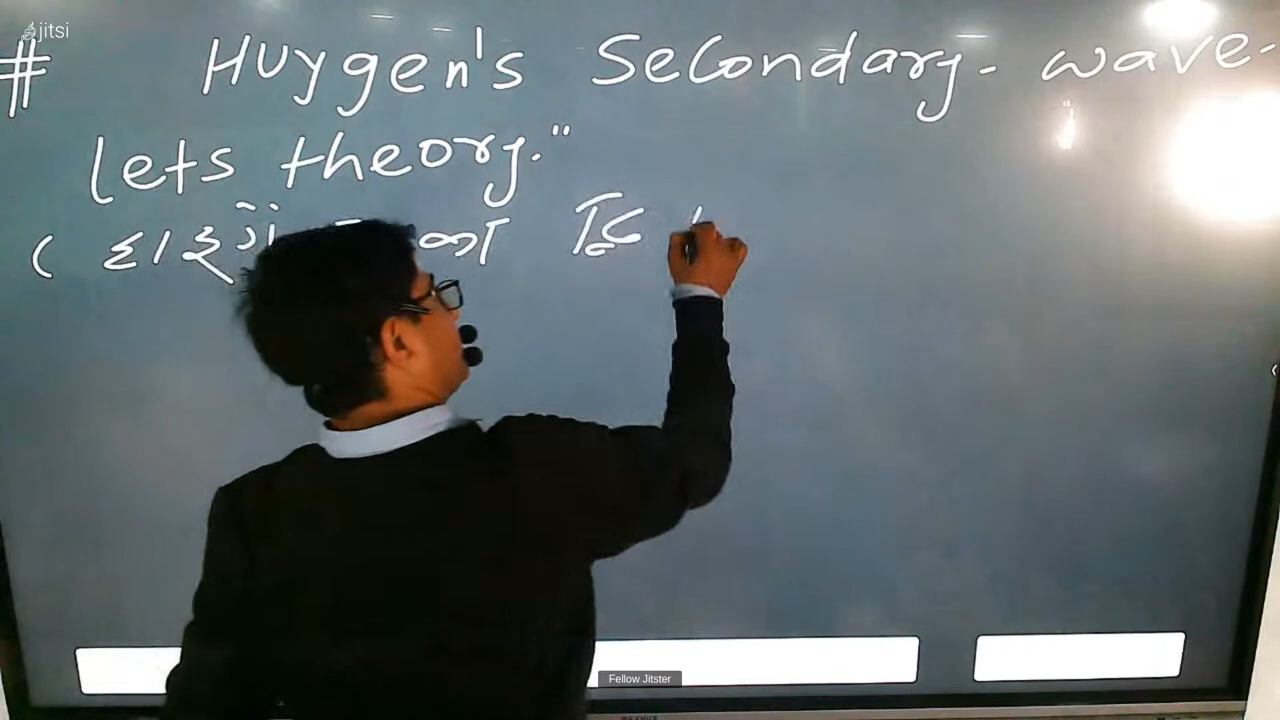 jitsi
# Huygen's Secondary- wave-
lets theory."
का
Fellow Jitster